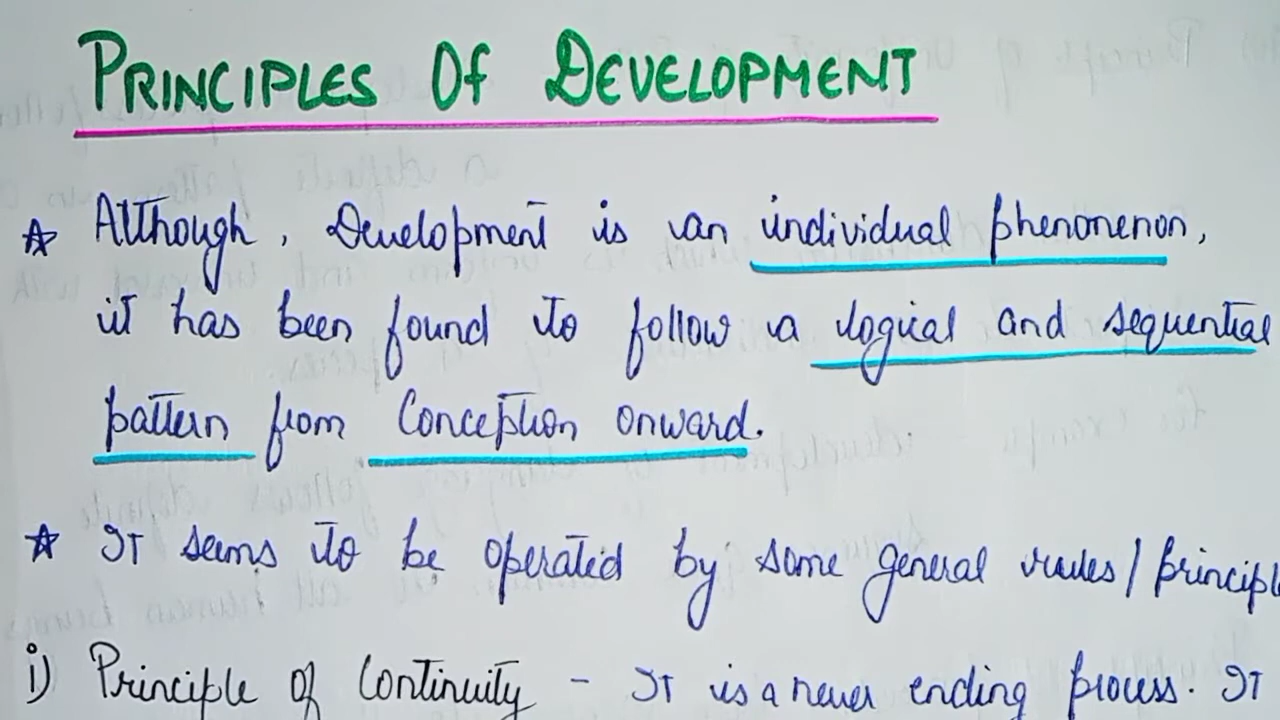 PRINCIPLES OF DEVELOPMENT
☆ Although, Development is an individual phenomenon,
it has been found to follow a logical and sequential
pattern from Conception onward.
☆ It seems to be operated by some general rules/principle
i) Principle of Continuity - It is a never ending process. It